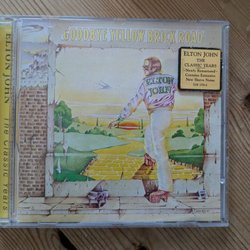 GOODBYE YELLOW BRICK ROAD
ELTON JOHN
THE
CLASSIC YEARS
Newly Remastered
Contains Extensive
New Sleeve Notes
ELTON
JOHN
ELTON JOHN The Classic Years